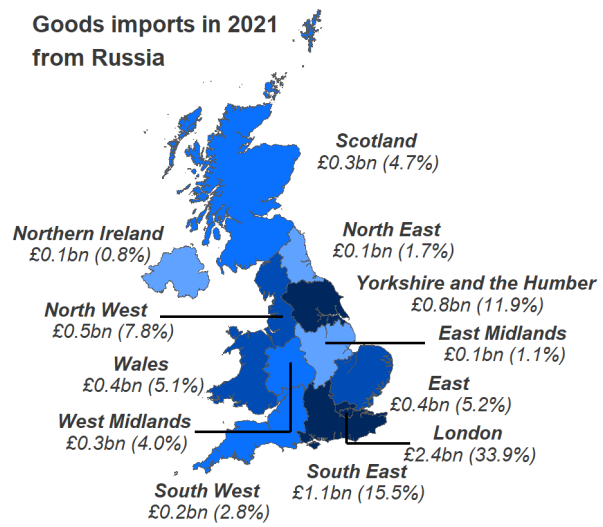 Goods imports in 2021
from Russia
Scotland
£0.3bn (4.7%)
Northern Ireland
£0.1bn (0.8%)
North East
£0.1bn (1.7%)
Yorkshire and the Humber
£0.8bn (11.9%)
North West
£0.5bn (7.8%)
East Midlands
£0.1bn (1.1%)
Wales
£0.4bn (5.1%)
East
£0.4bn (5.2%)
West Midlands
£0.3bn (4.0%)
London
£2.4bn (33.9%)
South East
£1.1bn (15.5%)
South West
£0.2bn (2.8%)